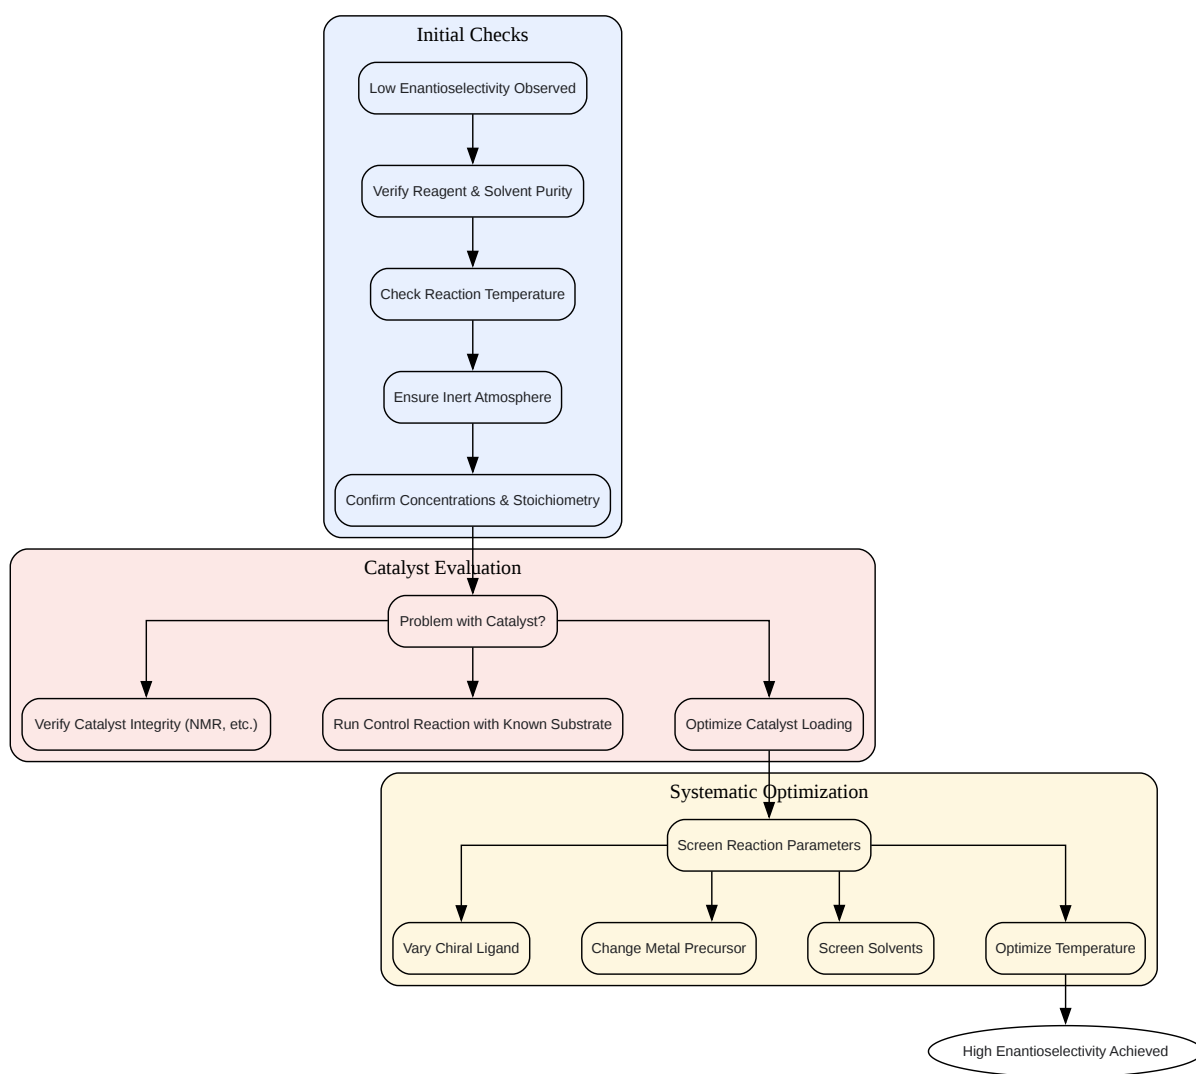 Initial Checks
Low Enantioselectivity Observed
Verify Reagent & Solvent Purity
Check Reaction Temperature
Ensure Inert Atmosphere
Confirm Concentrations & Stoichiometry
Catalyst Evaluation
Problem with Catalyst?
Verify Catalyst Integrity (NMR, etc.)
Run Control Reaction with Known Substrate
Optimize Catalyst Loading
Systematic Optimization
Screen Reaction Parameters
Vary Chiral Ligand
Change Metal Precursor
Screen Solvents
Optimize Temperature
High Enantioselectivity Achieved